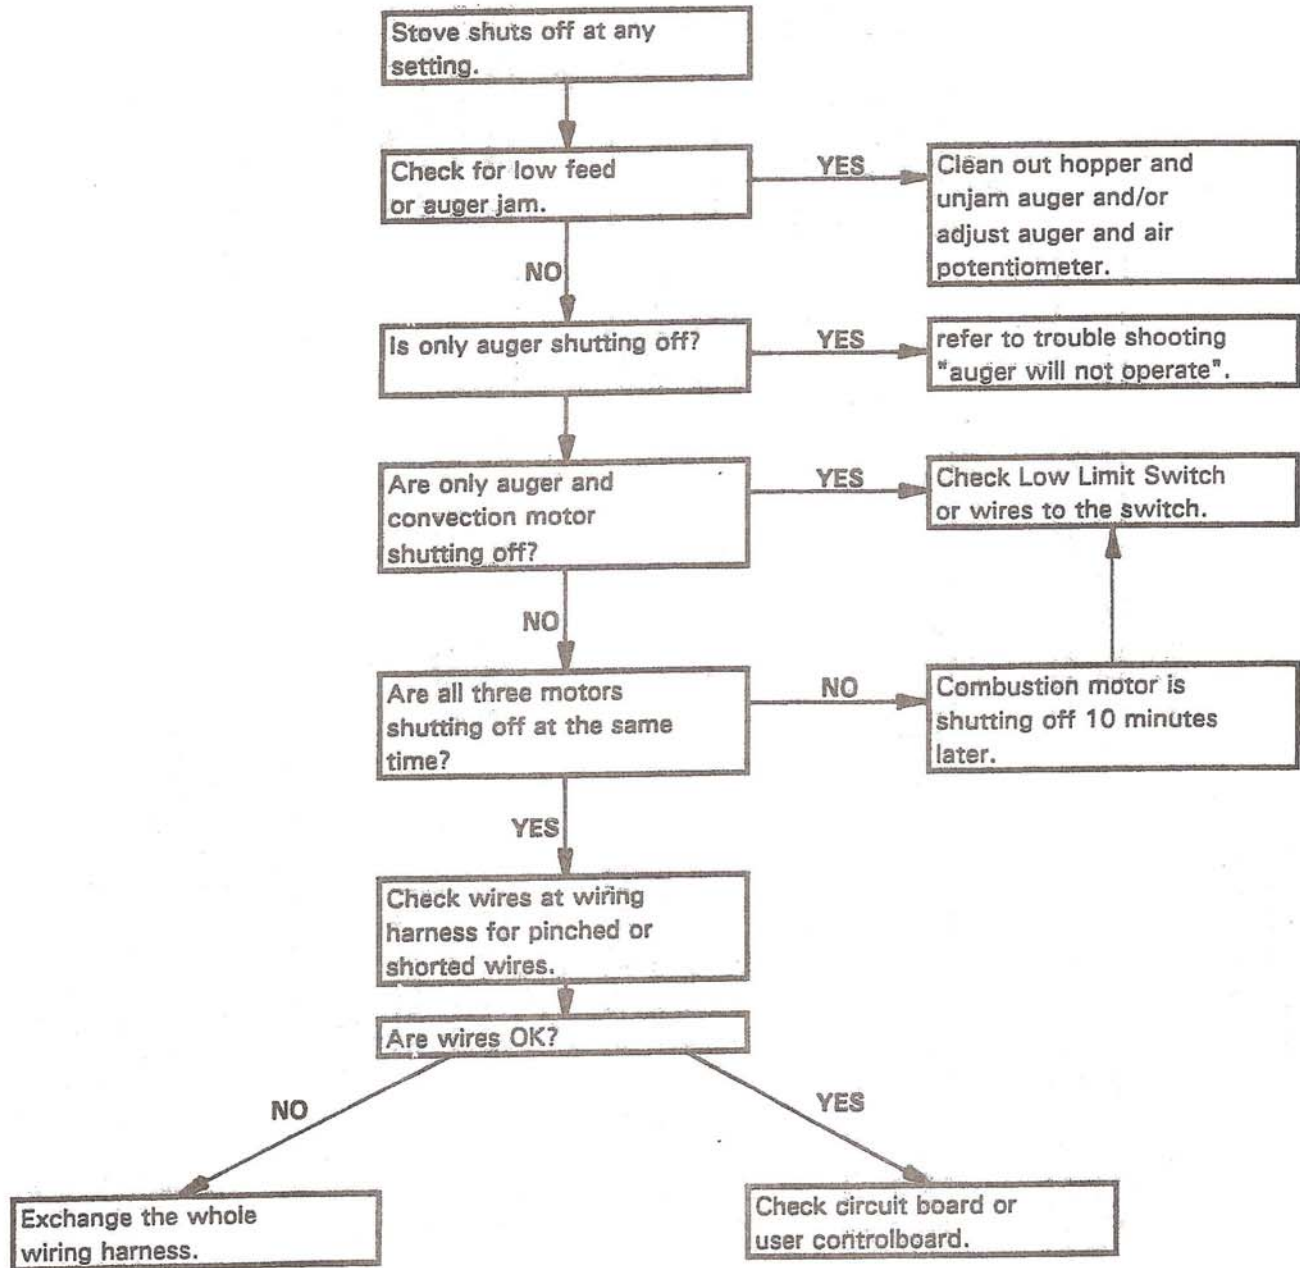 Stove shuts off at any
setting.
Check for low feed
or auger jam.
YES
Clean out hopper and
unjam auger and/or
adjust auger and air
potentiometer.
NO
Is only auger shutting off?
YES
refer to trouble shooting
"auger will not operate".
Are only auger and
convection motor
shutting off?
YES
Check Low Limit Switch
or wires to the switch.
NO
Are all three motors
shutting off at the same
time?
NO
Combustion motor is
shutting off 10 minutes
later.
YES
Check wires at wiring
harness for pinched or
shorted wires.
Are wires OK?
NO
YES
Exchange the whole
wiring harness.
Check circuit board or
user controlboard.